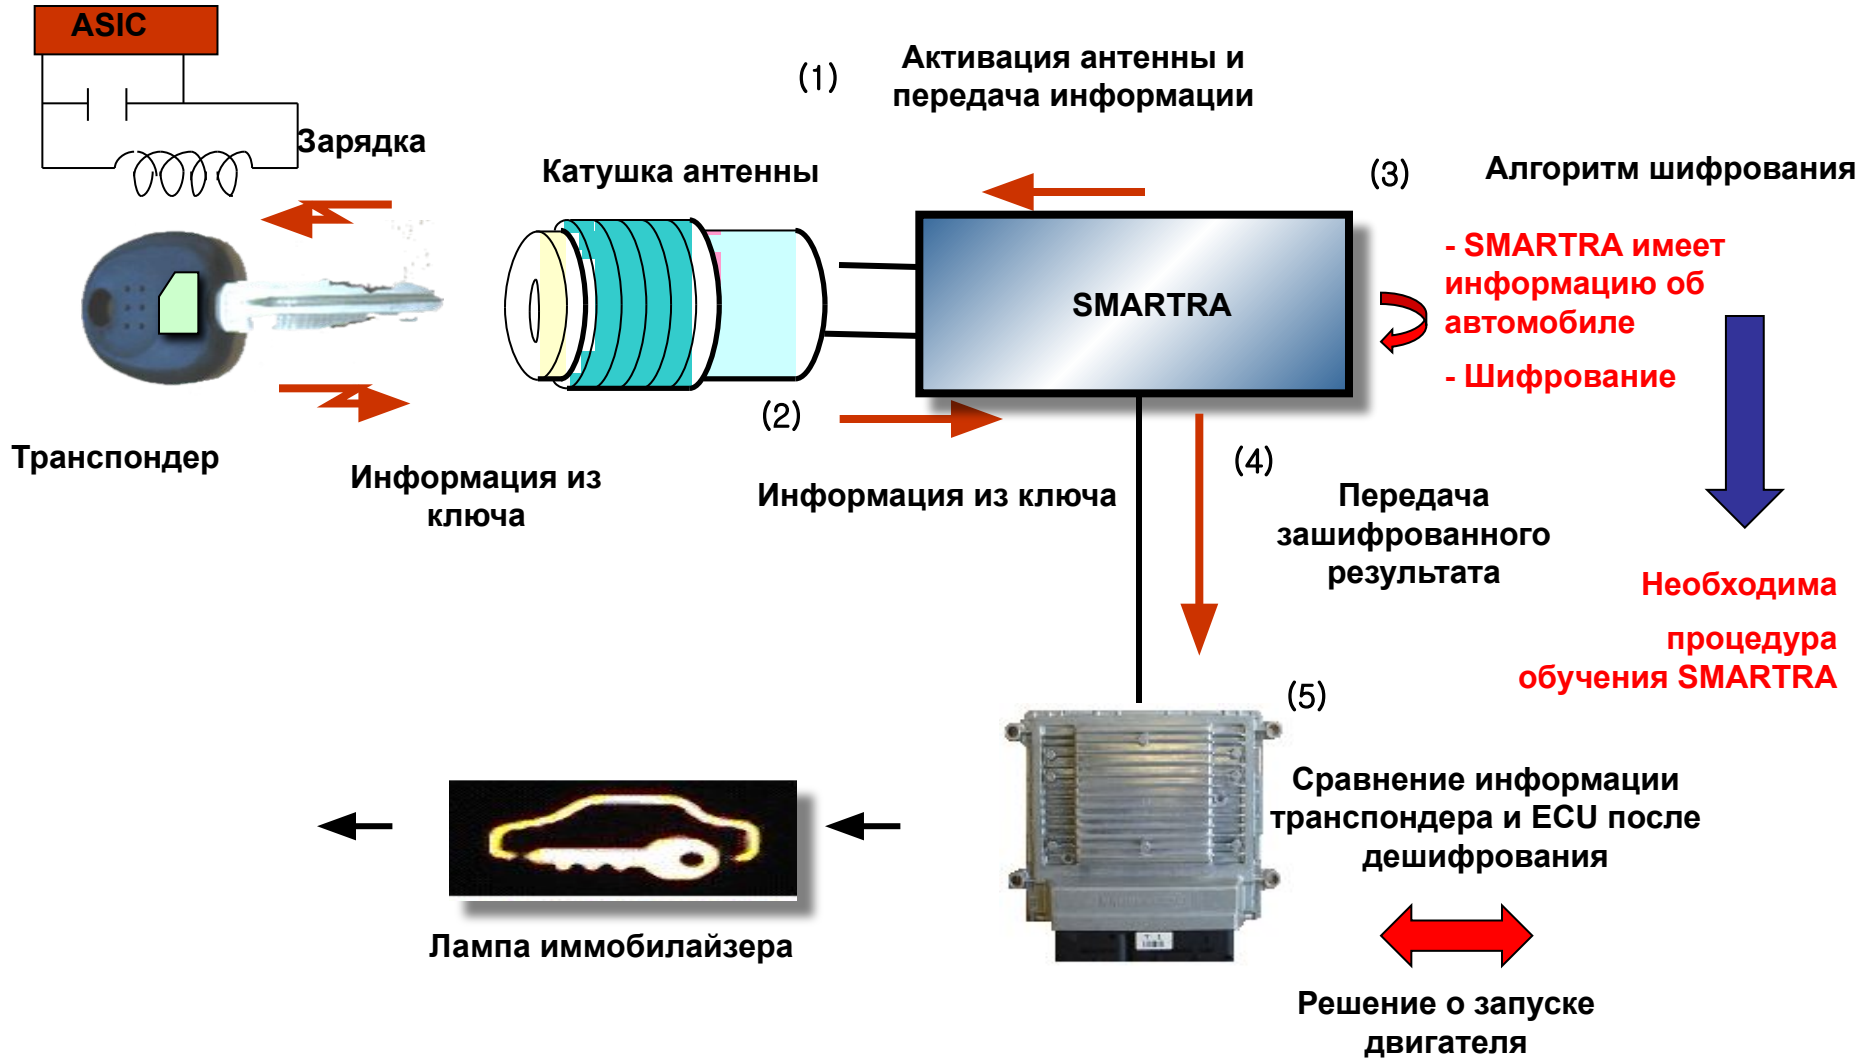 ASIC
(1)
Активация антенны и
передача информации
Зарядка
Катушка антенны
(3)
Алгоритм шифрования
- SMARTRA имеет
информацию об
автомобиле
- Шифрование
SMARTRA
(2)
Транспондер
Информация из
ключа
Информация из ключа
(4)
Передача
зашифрованного
результата
Необходима
процедура
обучения SMARTRA
(5)
Сравнение информации
транспондера и ECU после
дешифрования
Лампа иммобилайзера
Решение о запуске
двигателя